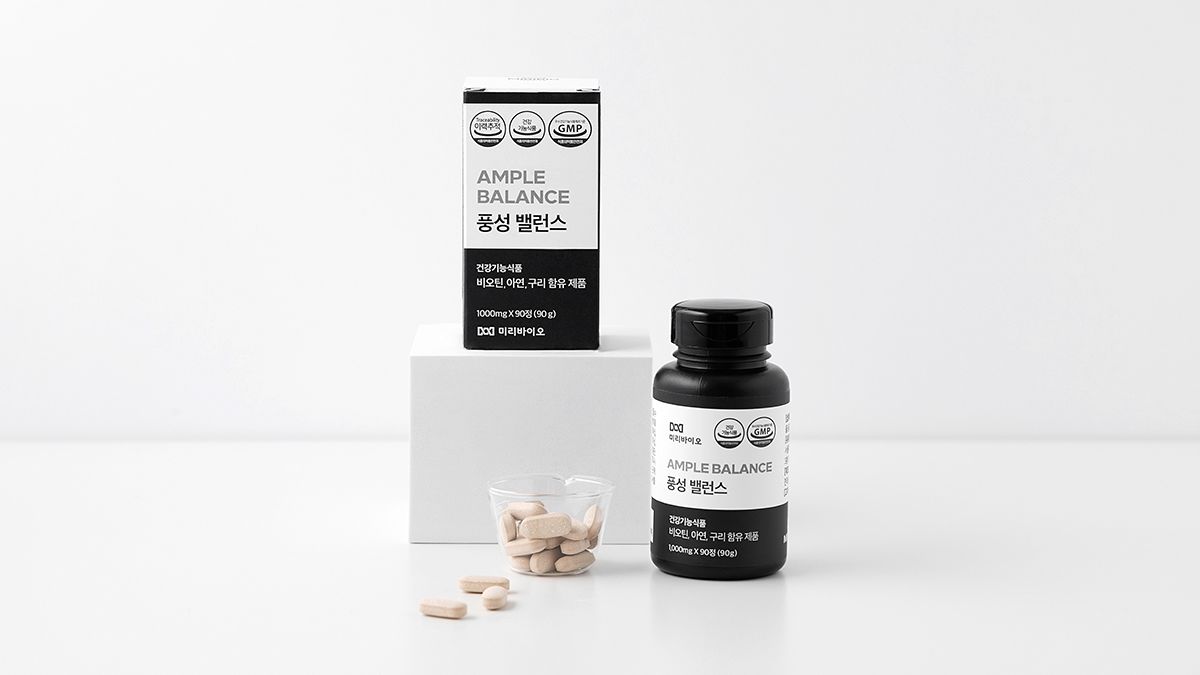 Traceability
이력추적
건강
기능식품
GMP
AMPLE
BALANCE
풍성 밸런스
건강기능식품
비오틴, 아연, 구리 함유 제품
1000mg X 90정 (90 g)
미리바이오
미리바이오
건강
기능식품
GMP
AMPLE BALANCE
풍성 밸런스
건강기능식품
비오틴, 아연, 구리 함유 제품
1,000mg X 90정 (90g)